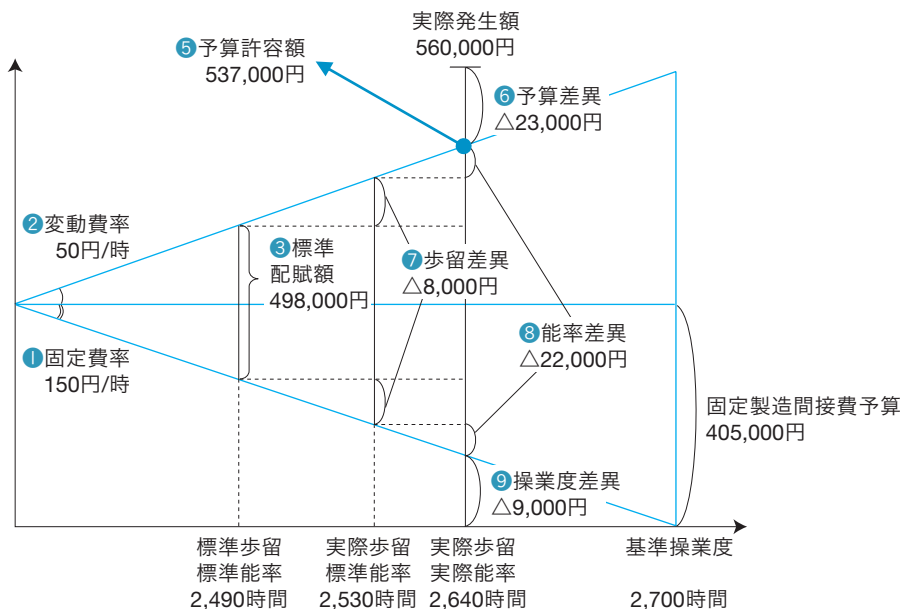 実際発生額
560,000円
❺予算許容額
537,000円
❻予算差異
△23,000円
❷変動費率
50円/時
❸標準
配賦額
498,000円
❼歩留差異
△8,000円
❽能率差異
△22,000円
❶固定費率
150円/時
固定製造間接費予算
405,000円
❾操業度差異
△9,000円
標準歩留
標準能率
2,490時間
実際歩留
標準能率
2,530時間
実際歩留
実際能率
2,640時間
基準操業度
2,700時間